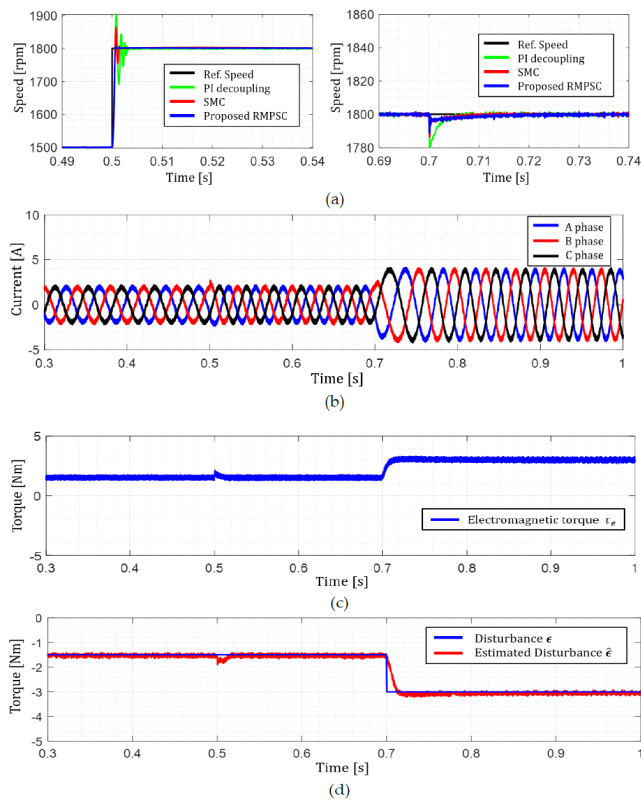 1900
1800
1700
1600
1500
0.49 0.5 0.51 0.52 0.53 0.54
Speed [rpm]
Time [s]
Ref. Speed
PI decoupling
SMC
Proposed RMPSC
1860
1840
1820
1800
1780
0.69 0.7 0.71 0.72 0.73 0.74
Speed [rpm]
Time [s]
Ref. Speed
PI decoupling
SMC
Proposed RMPSC
(a)
10
5
0
-5
0.3 0.4 0.5 0.6 0.7 0.8 0.9 1
Current [A]
Time [s]
A phase
B phase
C phase
(b)
5
0
-5
0.3 0.4 0.5 0.6 0.7 0.8 0.9 1
Torque [Nm]
Time [s]
Electromagnetic torque τₑ
(c)
0
-1
-2
-3
-4
-5
0.3 0.4 0.5 0.6 0.7 0.8 0.9 1
Torque [Nm]
Time [s]
Disturbance ϵ
Estimated Disturbance ϵ̂
(d)